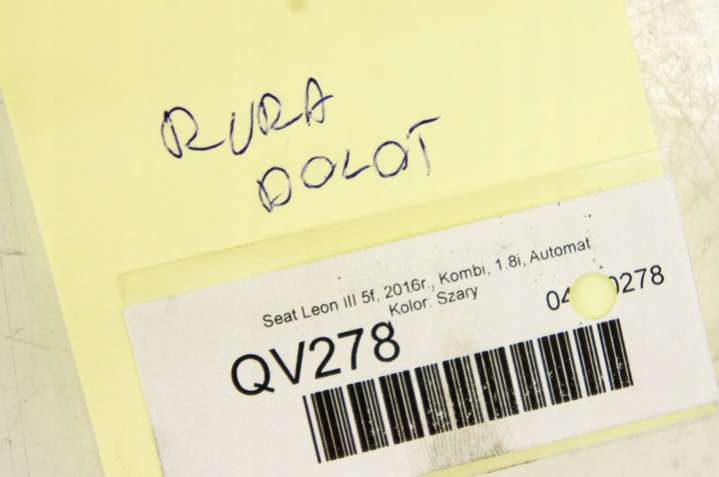 RURA
DOLOT
Seat Leon III 5f, 2016r., Kombi, 1.8i, Automat
Kolor: Szary
QV278